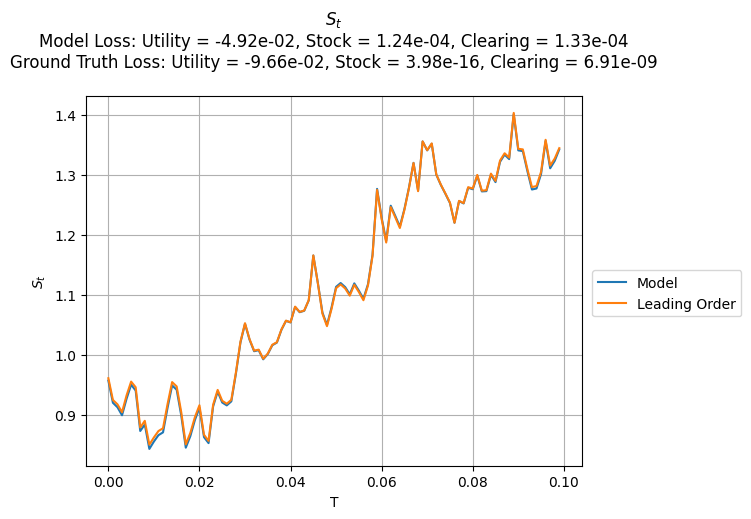 S_t
Model Loss: Utility = -4.92e-02, Stock = 1.24e-04, Clearing = 1.33e-04
Ground Truth Loss: Utility = -9.66e-02, Stock = 3.98e-16, Clearing = 6.91e-09
1.4
1.3
1.2
1.1
1.0
0.9
S_t
0.00
0.02
0.04
0.06
0.08
0.10
T
Model
Leading Order